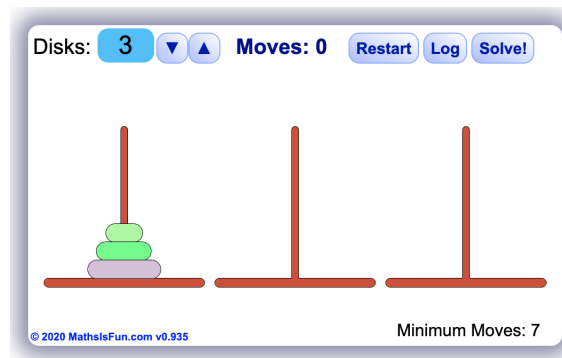 Disks: 3 ▼ ▲ Moves: 0 Restart Log Solve!
Minimum Moves: 7
© 2020 MathsIsFun.com v0.935